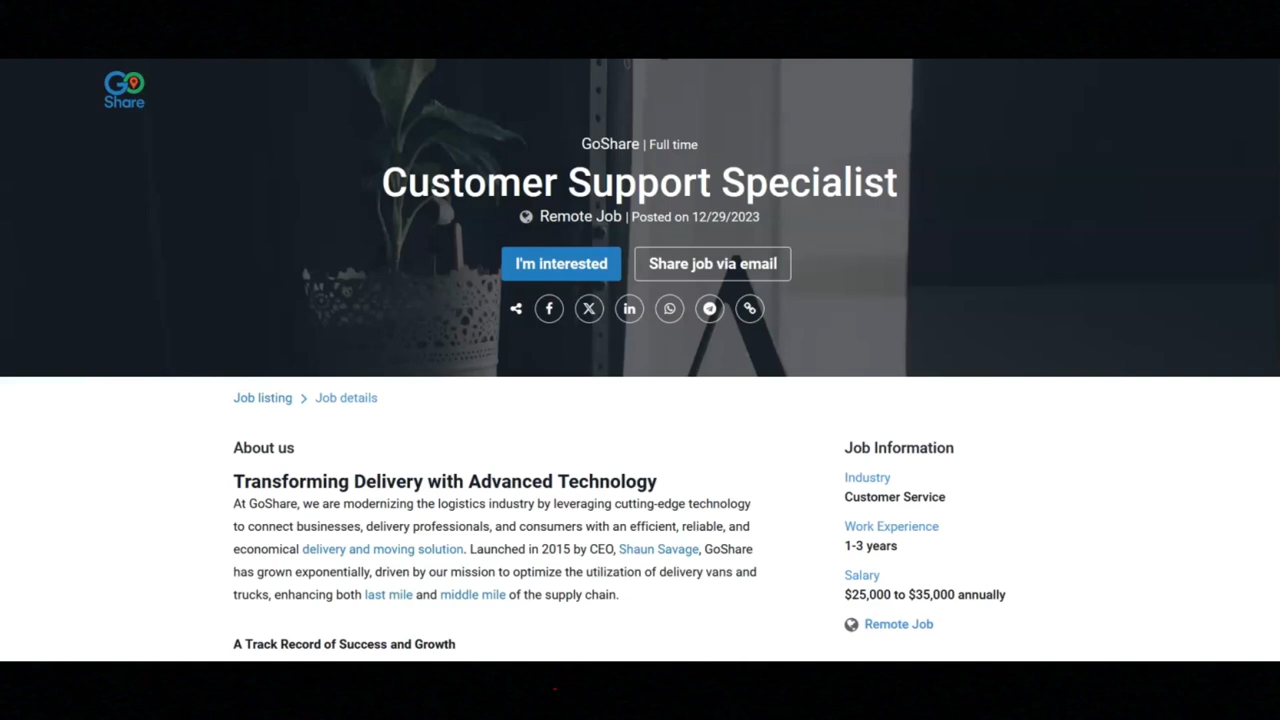 GO
Share
GoShare | Full time
Customer Support Specialist
Remote Job | Posted on 12/29/2023
I'm interested
Share job via email
Job listing > Job details
About us
Transforming Delivery with Advanced Technology
At GoShare, we are modernizing the logistics industry by leveraging cutting-edge technology
to connect businesses, delivery professionals, and consumers with an efficient, reliable, and
economical delivery and moving solution. Launched in 2015 by CEO, Shaun Savage, GoShare
has grown exponentially, driven by our mission to optimize the utilization of delivery vans and
trucks, enhancing both last mile and middle mile of the supply chain.
A Track Record of Success and Growth
Job Information
Industry
Customer Service
Work Experience
1-3 years
Salary
$25,000 to $35,000 annually
Remote Job